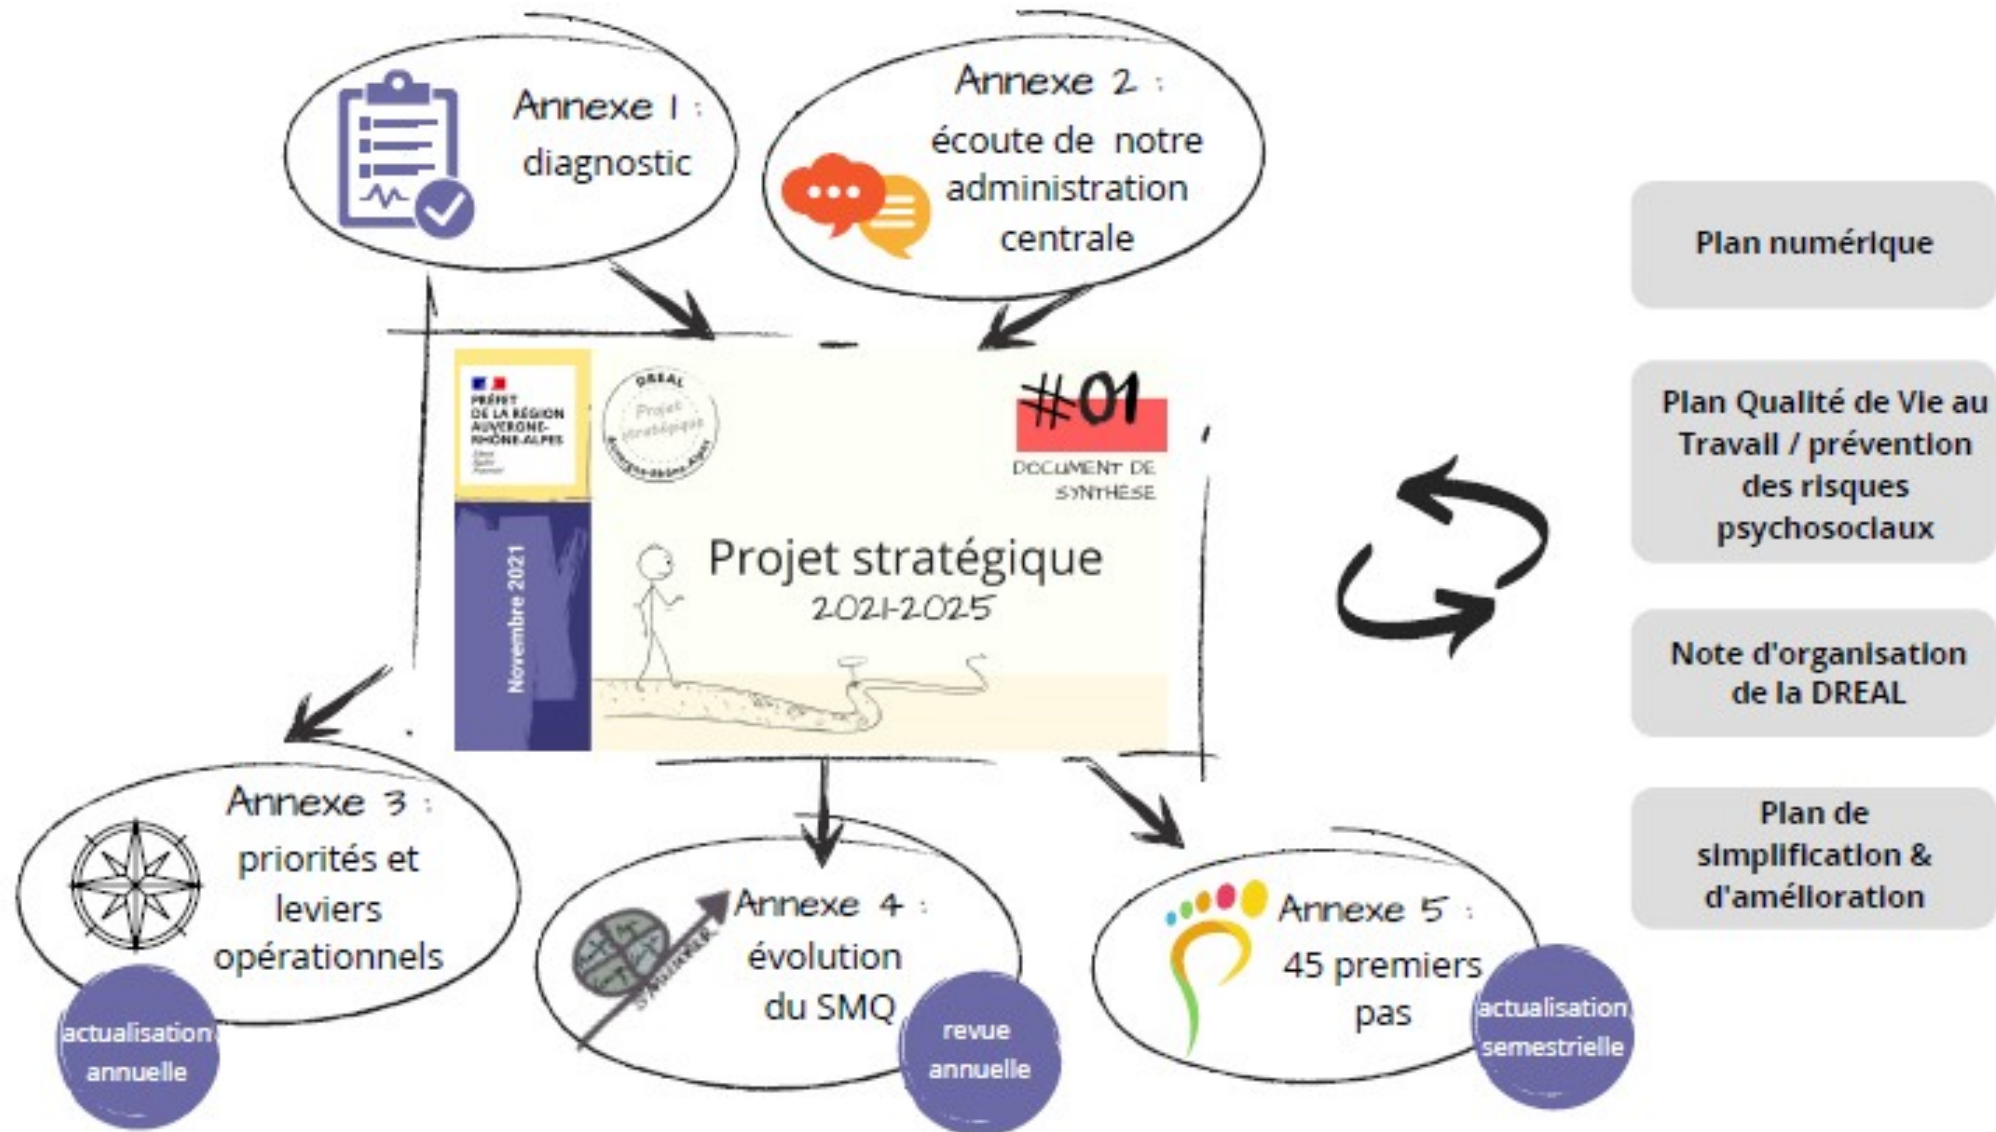 Annexe 1 :
diagnostic
Annexe 2 :
écoute de notre
administration
centrale
PRÉFET
DE LA RÉGION
AUVERGNE-
RHÔNE-ALPES
DREAL
Projet
stratégique
Auvergne-Rhône-Alpes
#01
DOCUMENT DE
SYNTHÈSE
Novembre 2021
Projet stratégique
2021-2025
Plan numérique
Plan Qualité de Vie au
Travail / prévention
des risques
psychosociaux
Note d'organisation
de la DREAL
Plan de
simplification &
d'amélioration
Annexe 3 :
priorités et
leviers
opérationnels
actualisation
annuelle
Annexe 4 :
évolution
du SMQ
revue
annuelle
Annexe 5 :
45 premiers
pas
actualisation
semestrielle